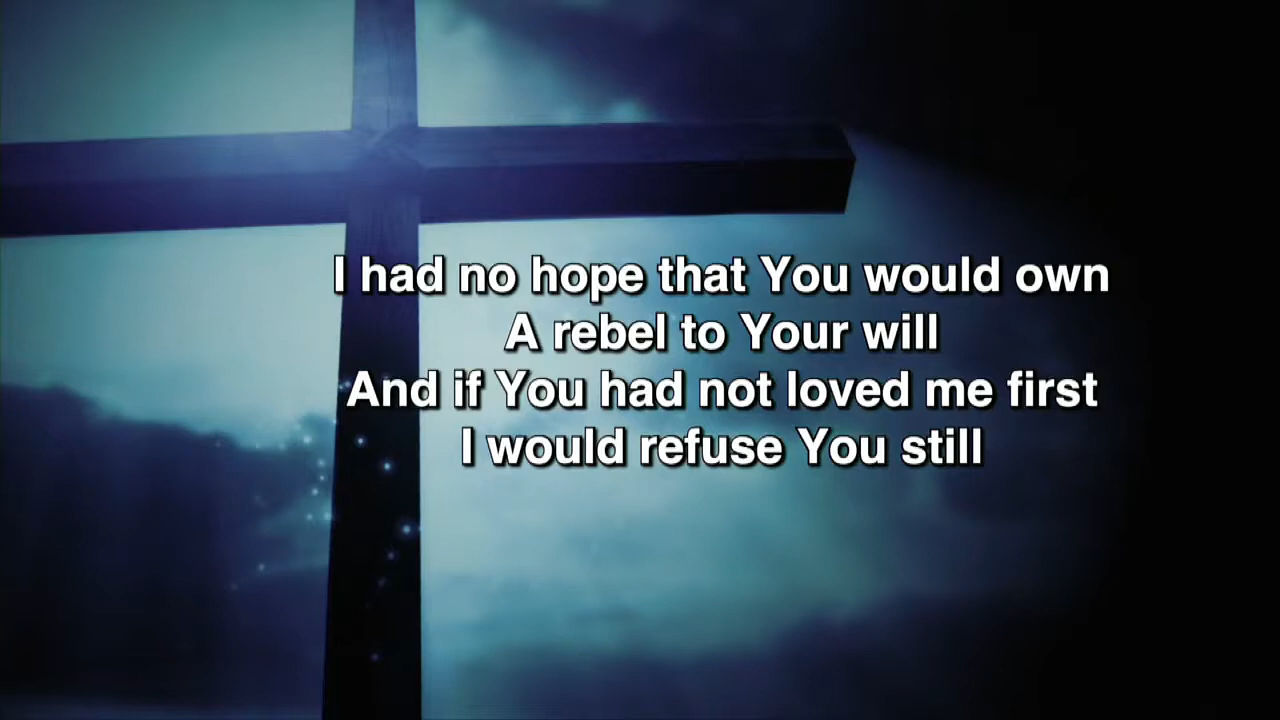 I had no hope that You would own
A rebel to Your will
And if You had not loved me first
I would refuse You still